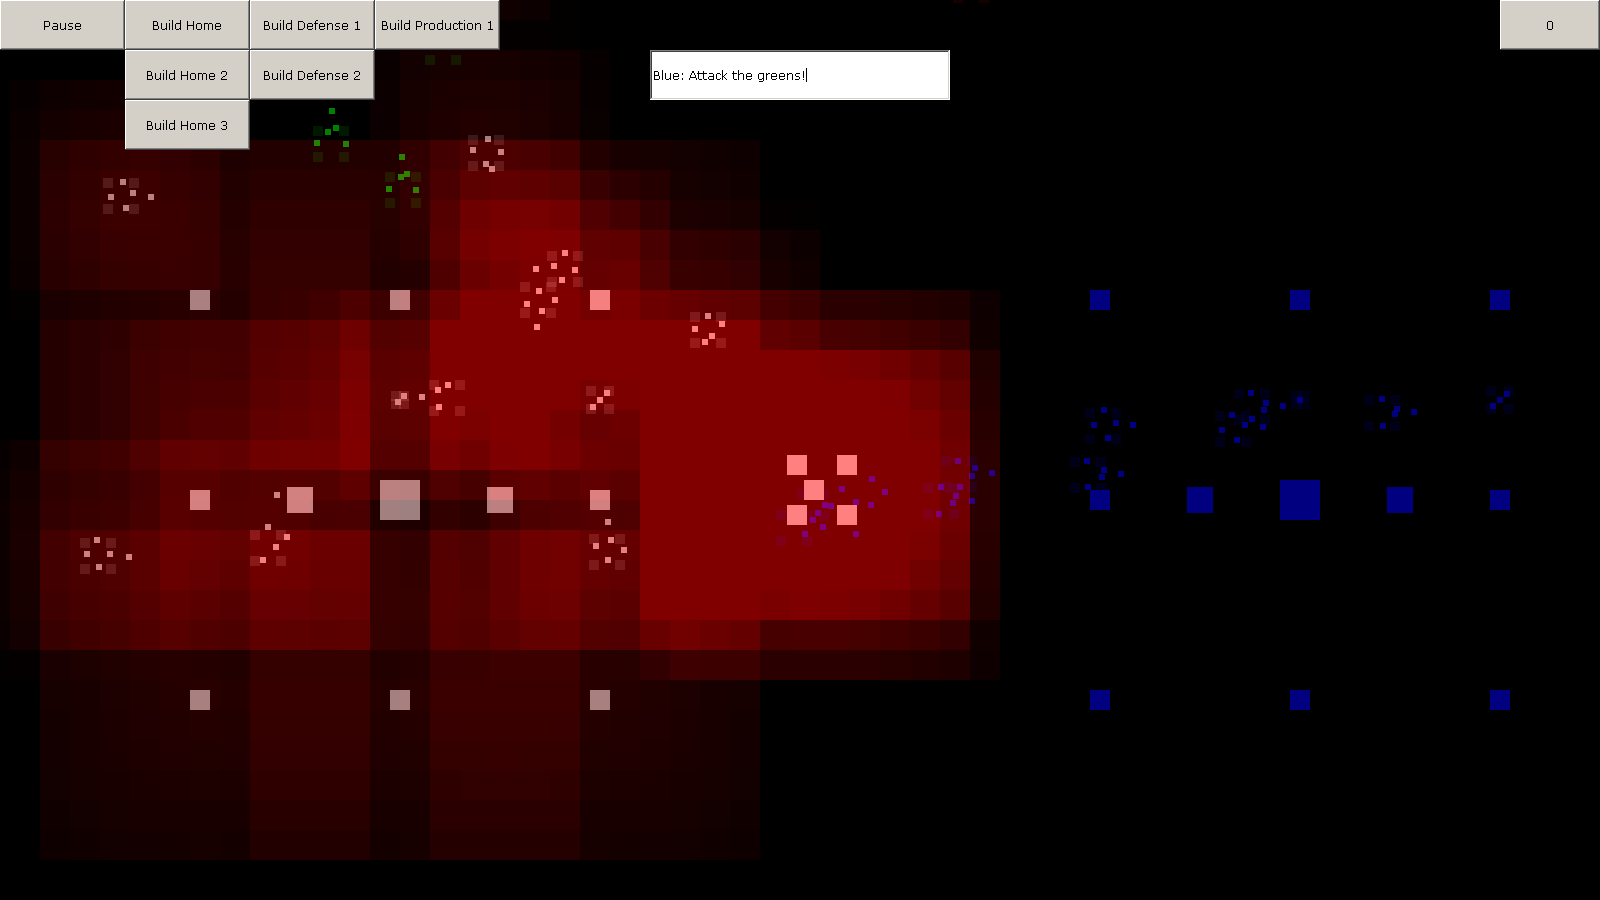 Pause
Build Home
Build Defense 1
Build Production 1
0
Build Home 2
Build Defense 2
Blue: Attack the greens!
Build Home 3